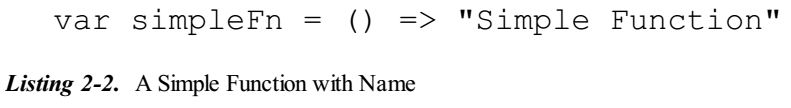 var simpleFn = () => "Simple Function"
Listing 2-2. A Simple Function with Name